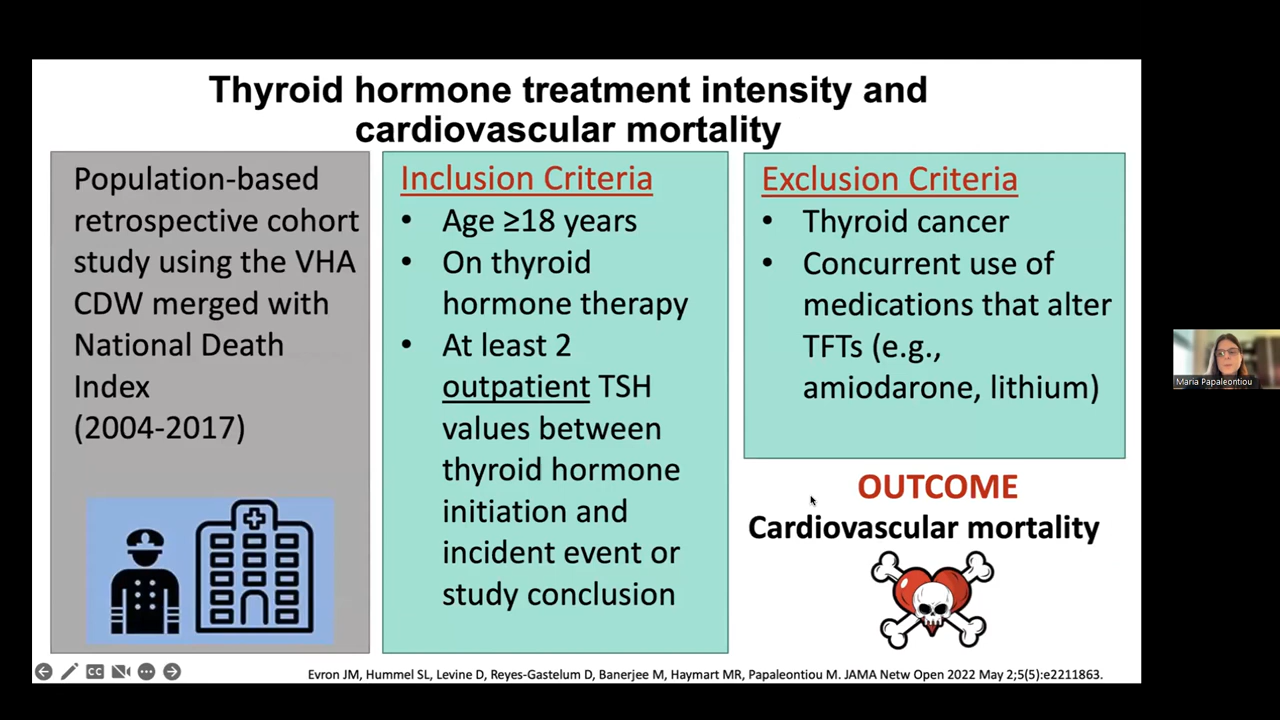 Thyroid hormone treatment intensity and
cardiovascular mortality
Population-based
retrospective cohort
study using the VHA
CDW merged with
National Death
Index
(2004-2017)
Inclusion Criteria
• Age ≥18 years
• On thyroid
hormone therapy
• At least 2
outpatient TSH
values between
thyroid hormone
initiation and
incident event or
study conclusion
Exclusion Criteria
• Thyroid cancer
• Concurrent use of
medications that alter
TFTs (e.g.,
amiodarone, lithium)
OUTCOME
Cardiovascular mortality
CC
Evron JM, Hummel SL, Levine D, Reyes-Gastelum D, Banerjee M, Haymart MR, Papaleontiou M. JAMA Netw Open 2022 May 2;5(5):e2211863.
Maria Papaleontiou